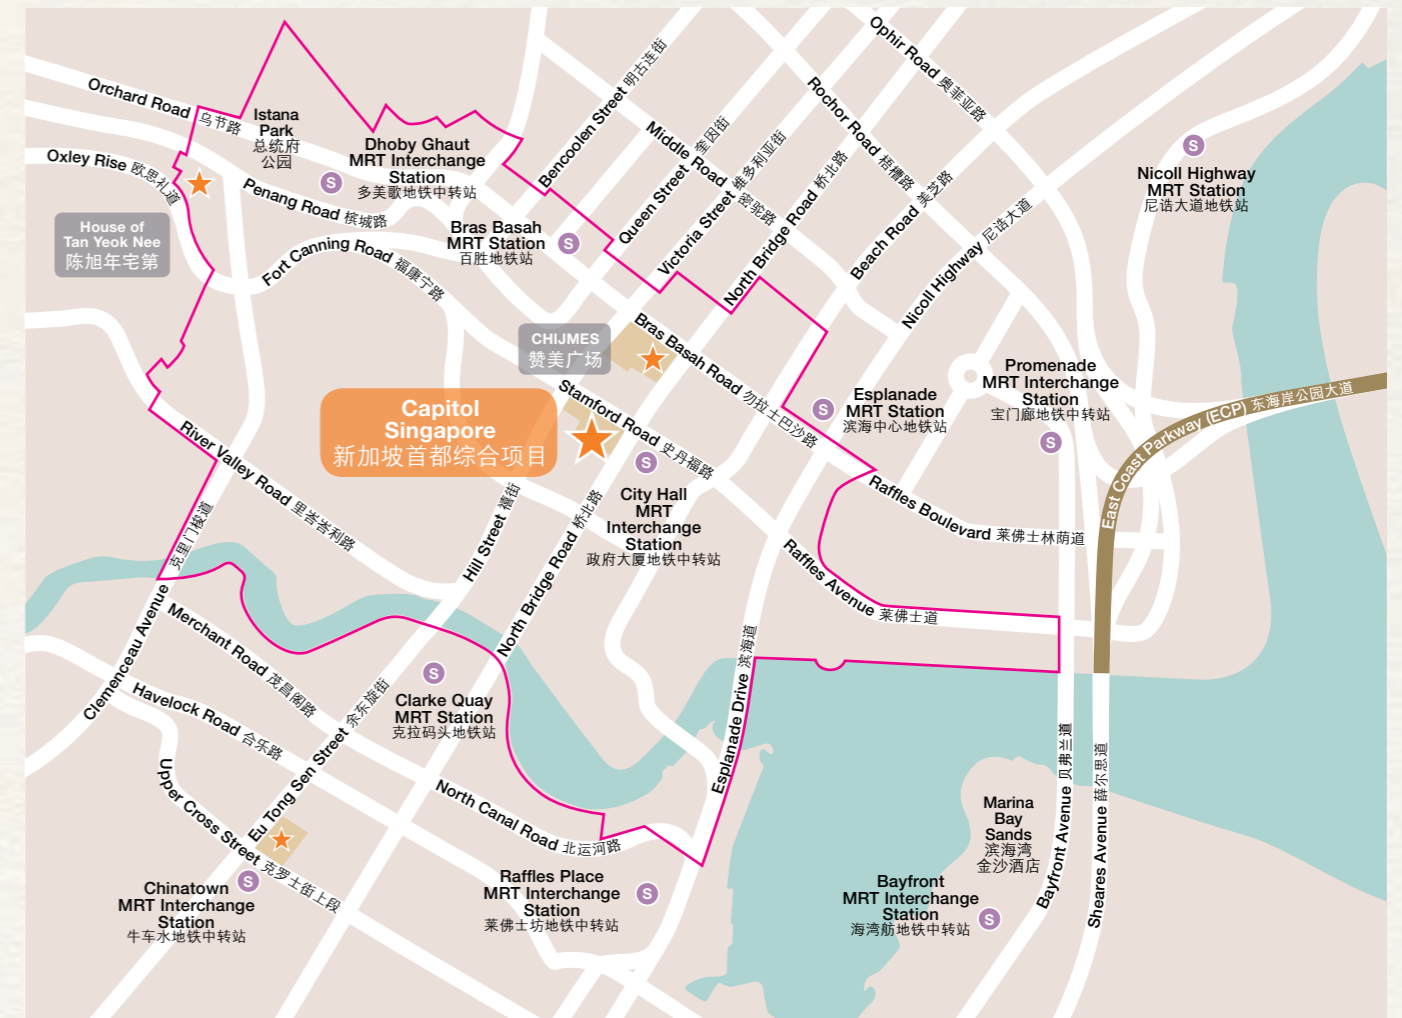 Orchard Road 乌节路
Istana
Park
总统府
公园
Dhoby Ghaut
MRT Interchange
Station
多美歌地铁中转站
Bencoolen Street 明古连街
Middle Road 密驼路
Queen Street 奎因街
Victoria Street 维多利亚街
North Bridge Road 桥北路
Rochor Road 梧槽路
Ophir Road 奥菲亚路
Beach Road 美芝路
Nicoll Highway 尼诰大道
Nicoll Highway
MRT Station
尼诰大道地铁站
Oxley Rise 欧思礼道
Penang Road 槟城路
House of
Tan Yeok Nee
陈旭年宅第
Fort Canning Road 福康宁路
Bras Basah
MRT Station
百胜地铁站
CHIJMES
赞美广场
Bras Basah Road 勿拉士巴沙路
Stamford Road 史丹福路
Capitol
Singapore
新加坡首都综合项目
Esplanade
MRT Station
滨海中心地铁站
Promenade
MRT Interchange
Station
宝门廊地铁中转站
East Coast Parkway (ECP) 东海岸公园大道
City Hall
MRT
Interchange
Station
政府大厦地铁中转站
Raffles Boulevard 莱佛士林荫道
Raffles Avenue 莱佛士道
River Valley Road 里峇峇利路
Hill Street 禧街
North Bridge Road 桥北路
Clemenceau Avenue 克里门梭道
Merchant Road 茂昌阁路
Havelock Road 合乐路
Clarke Quay
MRT Station
克拉码头地铁站
Eu Tong Sen Street 余东旋街
Upper Cross Street 克罗士街上段
North Canal Road 北运河路
Esplanade Drive 滨海道
Chinatown
MRT Interchange
Station
牛车水地铁中转站
Raffles Place
MRT Interchange
Station
莱佛士坊地铁中转站
Marina
Bay
Sands
滨海湾
金沙酒店
Bayfront
MRT Interchange
Station
海湾舫地铁中转站
Bayfront Avenue 贝弗兰道
Sheares Avenue 薛尔思道
S
S
S
S
S
S
S
S
S
S